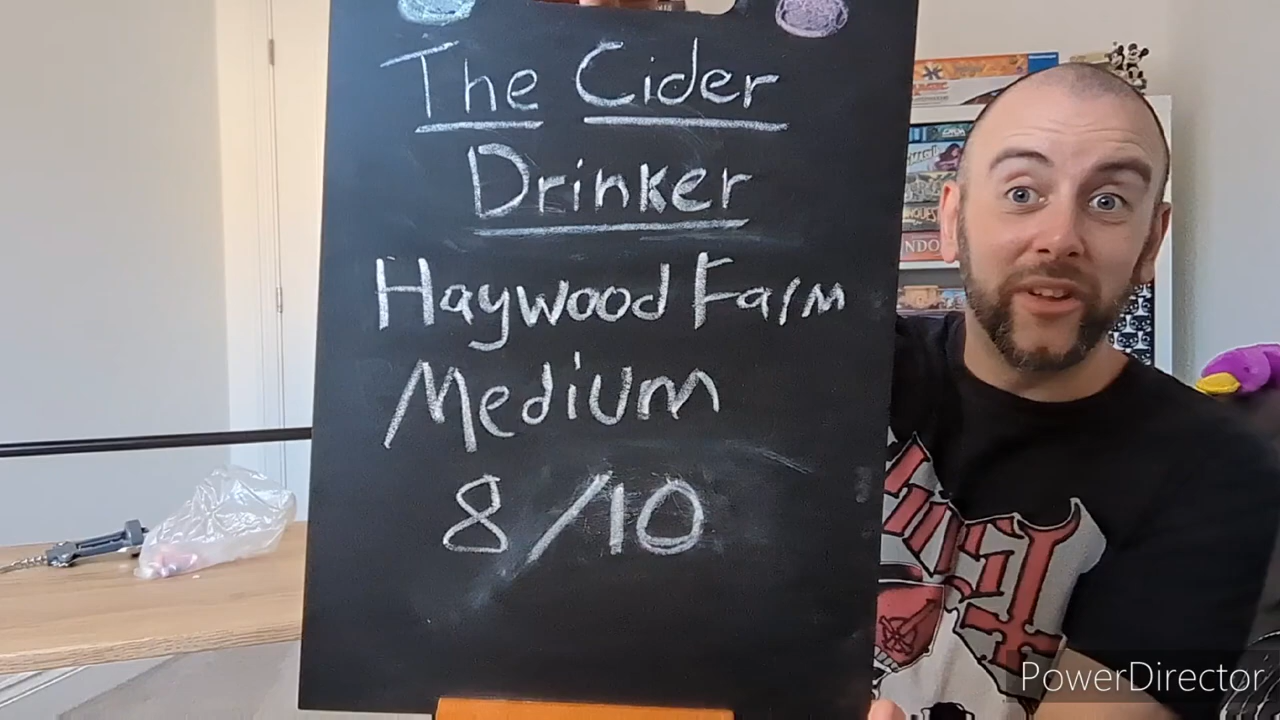 The Cider
Drinker
Haywood Farm
Medium
8/10
PowerDirector